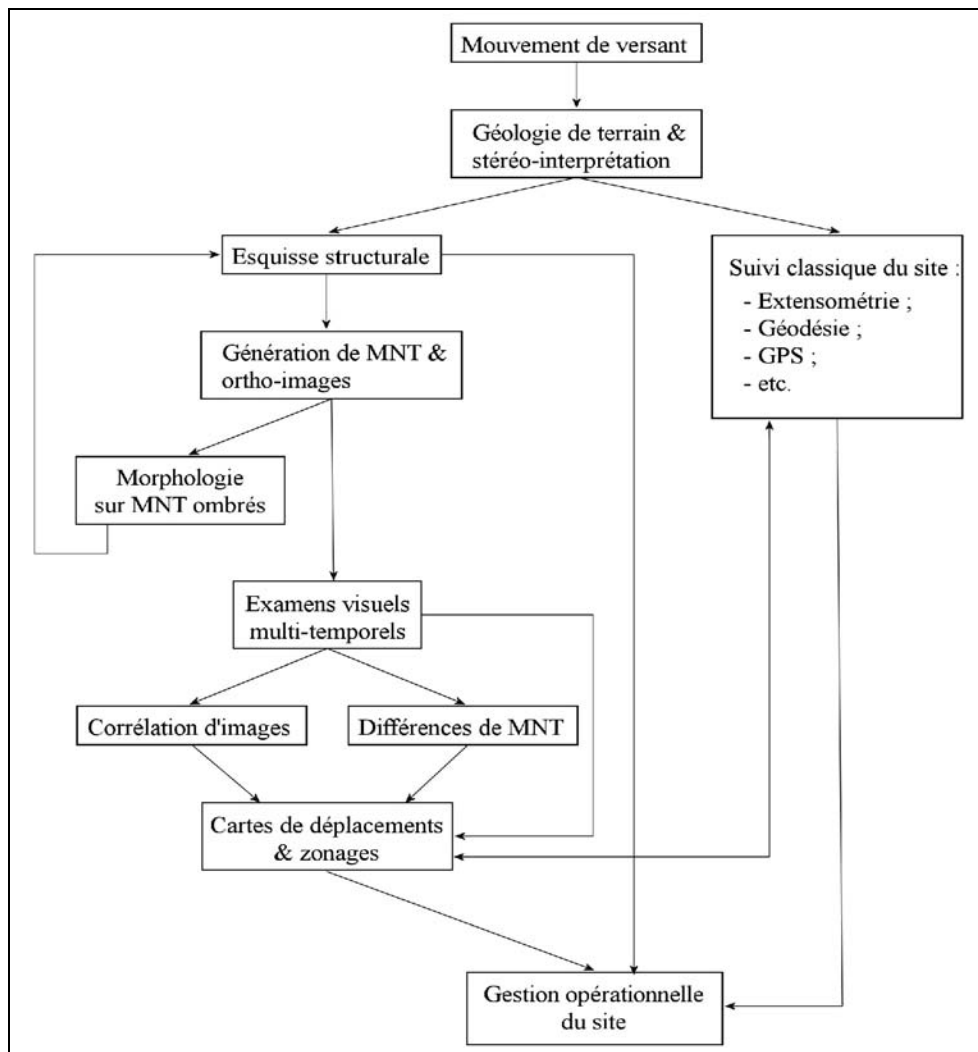 Mouvement de versant
Géologie de terrain &
stéréo-interprétation
Esquisse structurale
Suivi classique du site :
- Extensométrie ;
- Géodésie ;
- GPS ;
- etc.
Génération de MNT &
ortho-images
Morphologie
sur MNT ombrés
Examens visuels
multi-temporels
Corrélation d'images
Différences de MNT
Cartes de déplacements
& zonages
Gestion opérationnelle
du site